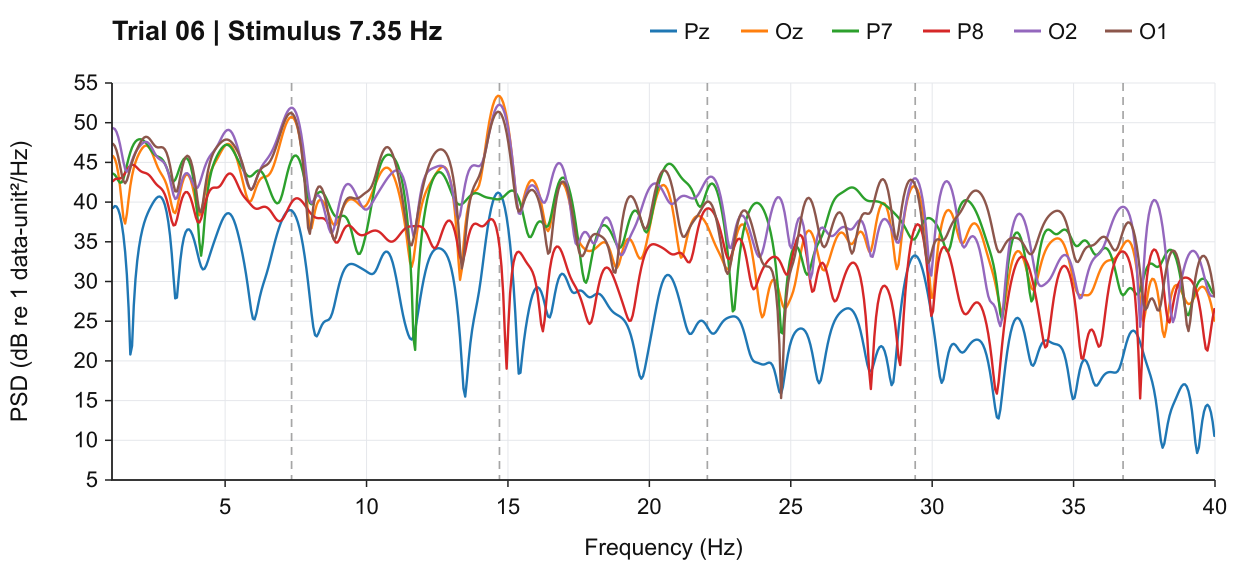 Trial 06 | Stimulus 7.35 Hz
Pz Oz P7 P8 O2 O1
PSD (dB re 1 data-uni†²/Hz)
55
50
45
40
35
30
25
20
15
10
5
5 10 15 20 25 30 35 40
Frequency (Hz)